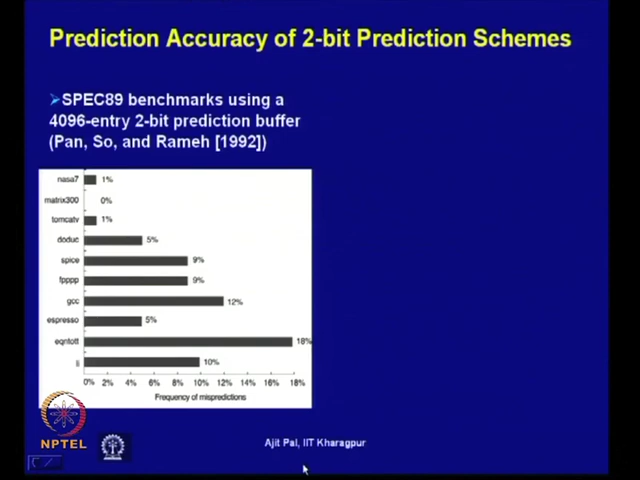 Prediction Accuracy of 2-bit Prediction Schemes
SPEC89 benchmarks using a
4096-entry 2-bit prediction buffer
(Pan, So, and Rameh [1992])
nasa7 1%
matrix300 0%
tomcatv 1%
doduc 5%
spice 9%
fpppp 9%
gcc 12%
espresso 5%
eqntott 18%
li 10%
0% 2% 4% 6% 8% 10% 12% 14% 16% 18%
Frequency of mispredictions
NPTEL
Ajit Pal, IIT Kharagpur